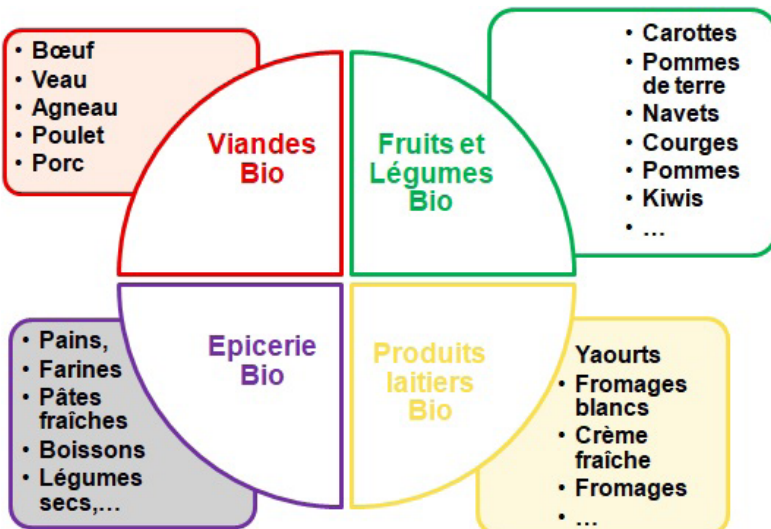 • Bœuf
• Veau
• Agneau
• Poulet
• Porc
Viandes
Bio
Fruits et
Légumes
Bio
• Carottes
• Pommes
de terre
• Navets
• Courges
• Pommes
• Kiwis
• ...
• Pains,
• Farines
• Pâtes
fraîches
• Boissons
• Légumes
secs,...
Epicerie
Bio
Produits
laitiers
Bio
Yaourts
• Fromages
blancs
• Crème
fraîche
• Fromages
• ...